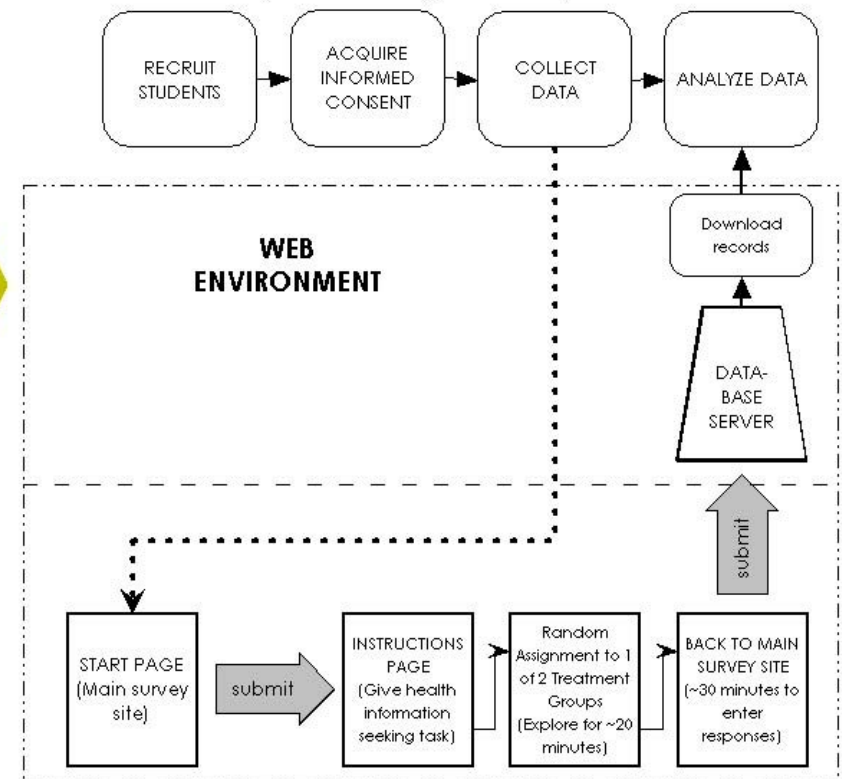 RECRUIT
STUDENTS
ACQUIRE
INFORMED
CONSENT
COLLECT
DATA
ANALYZE DATA
WEB
ENVIRONMENT
Download
records
DATA-
BASE
SERVER
submit
START PAGE
(Main survey
site)
submit
INSTRUCTIONS
PAGE
(Give health
information
seeking task)
Random
Assignment to 1
of 2 Treatment
Groups
(Explore for ~20
minutes)
BACK TO MAIN
SURVEY SITE
(~30 minutes to
enter
responses)